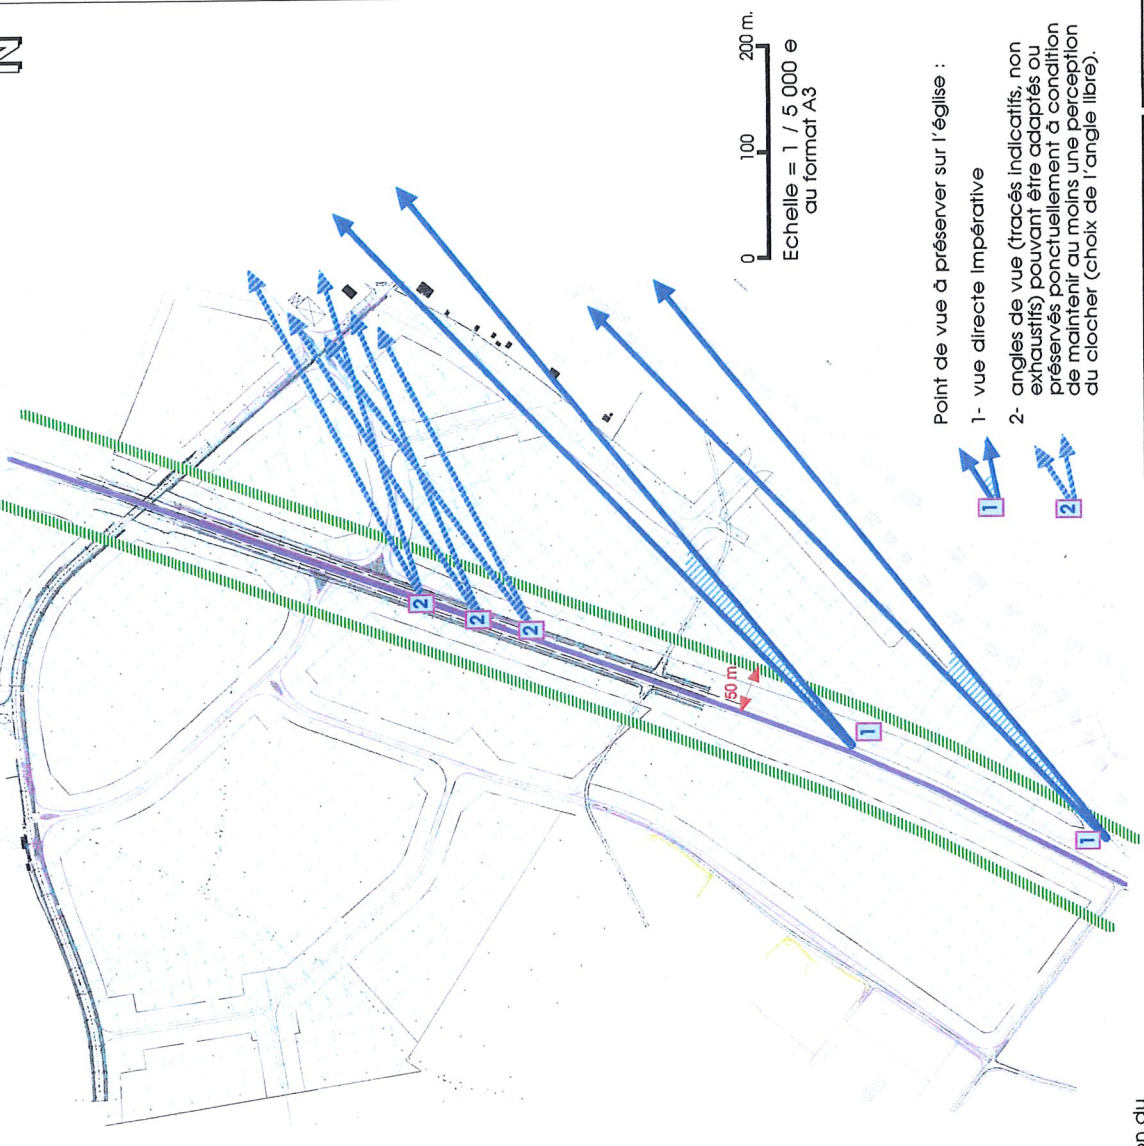 N
2
2
2
50 m
1
1
0 100 200 m.
Echelle = 1 / 5 000 e
au format A3
Point de vue à préserver sur l'église :
1
1- vue directe impérative
2
2- angles de vue (tracés indicatifs, non
exhaustifs) pouvant être adaptés ou
préservés ponctuellement à condition
de maintenir au moins une perception
du clocher (choix de l'angle libre).
on du